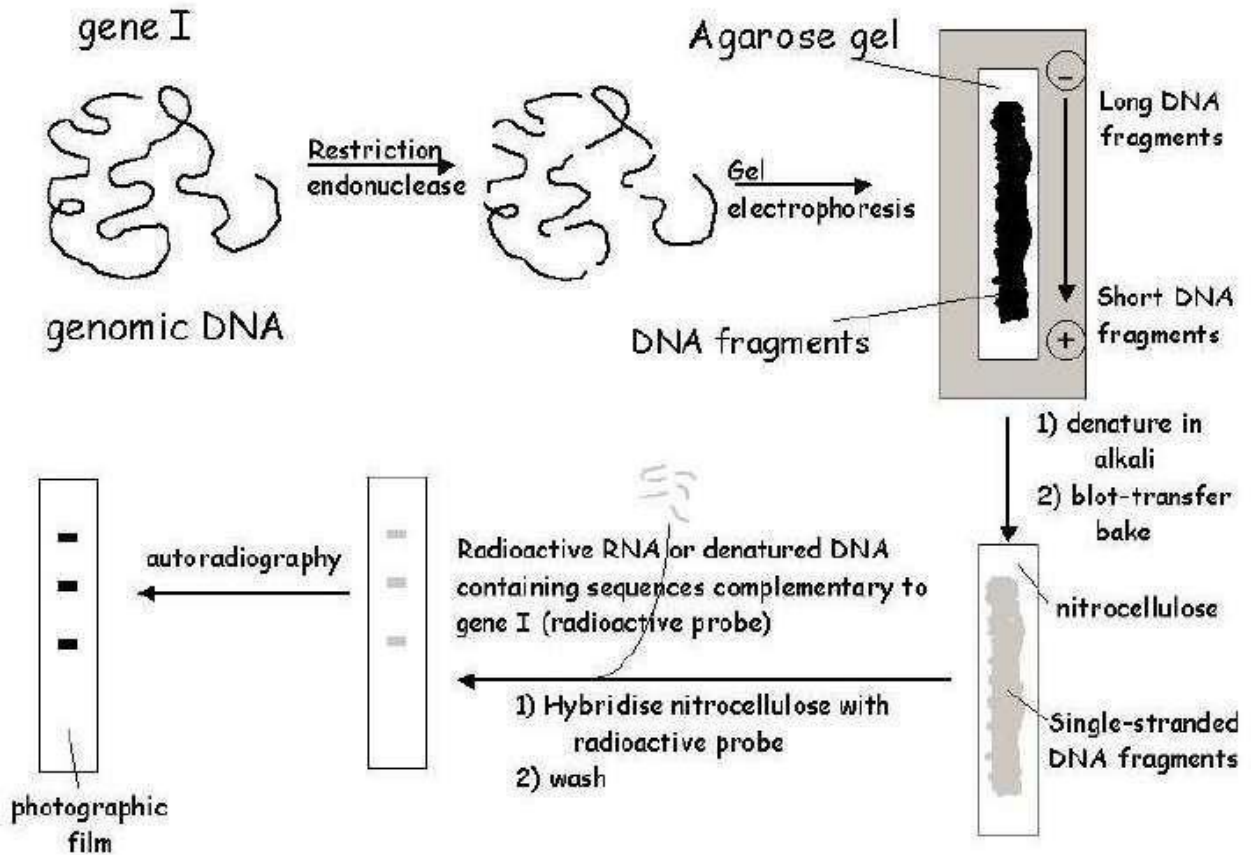 gene I
genomic DNA
Restriction
endonuclease
Gel
electrophoresis
Agarose gel
DNA fragments
−
+
Long DNA
fragments
Short DNA
fragments
1) denature in
alkali
2) blot-transfer
bake
nitrocellulose
Single-stranded
DNA fragments
Radioactive RNA or denatured DNA
containing sequences complementary to
gene I (radioactive probe)
1) Hybridise nitrocellulose with
radioactive probe
2) wash
autoradiography
photographic
film